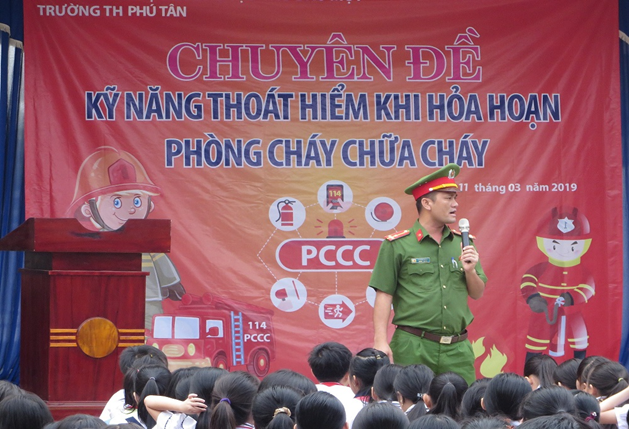 TRƯỜNG TH PHÚ TÂN
CHUYÊN ĐỀ
KỸ NĂNG THOÁT HIỂM KHI HỎA HOẠN
PHÒNG CHÁY CHỮA CHÁY
11 tháng 03 năm 2019
114
PCCC
114
PCCC